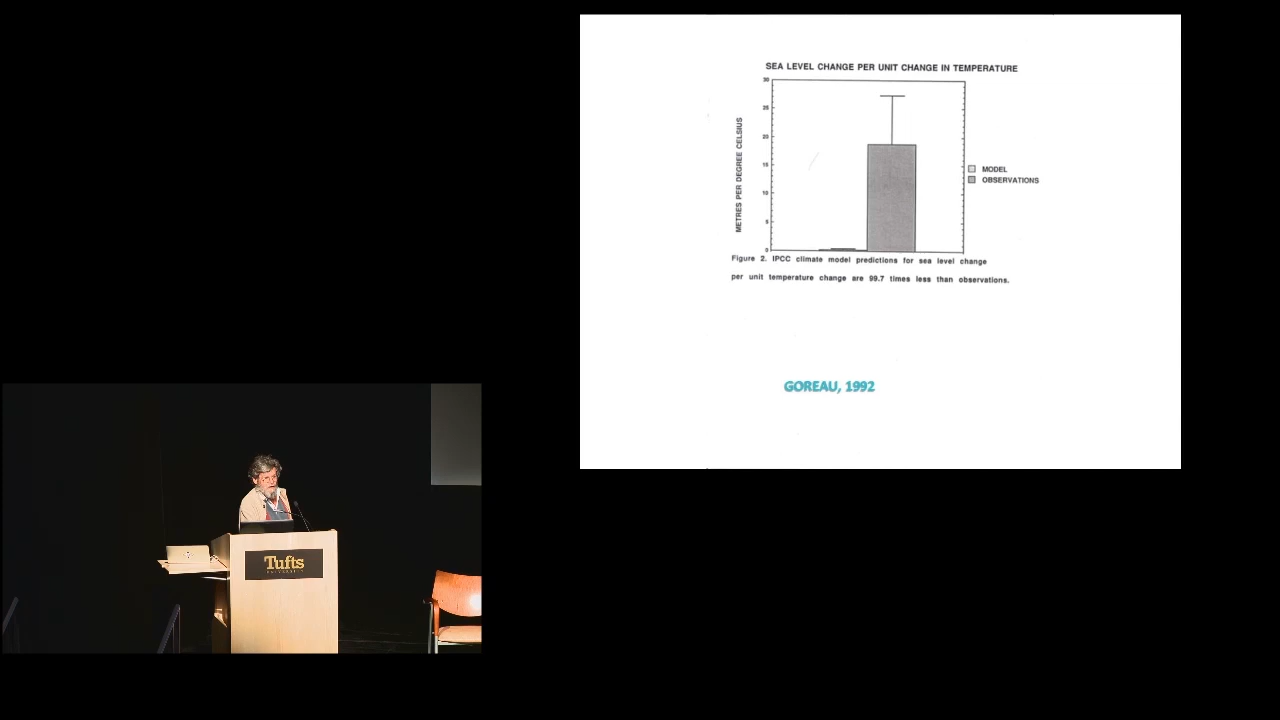 SEA LEVEL CHANGE PER UNIT CHANGE IN TEMPERATURE
METRES PER DEGREE CELSIUS
30
25
20
15
10
5
0
MODEL
OBSERVATIONS
Figure 2. IPCC climate model predictions for sea level change
per unit temperature change are 99.7 times less than observations.
GOREAU, 1992
Tufts
UNIVERSITY